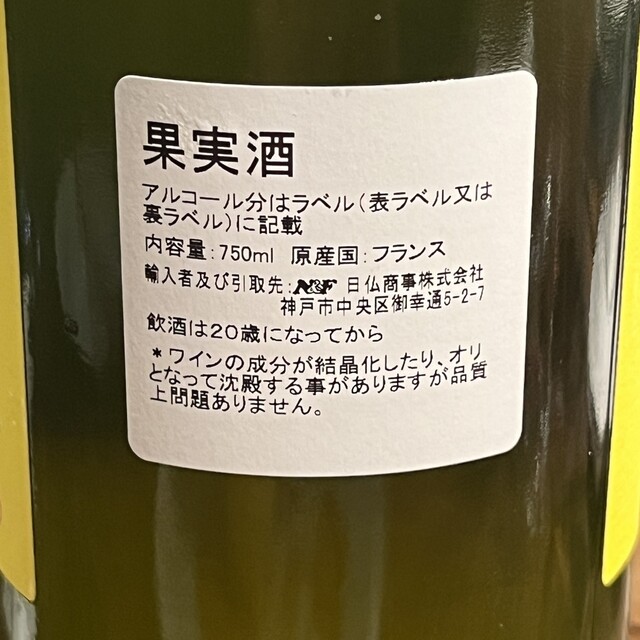 果実酒
アルコール分はラベル(表ラベル又は
裏ラベル)に記載
内容量:750ml 原産国:フランス
輸入者及び引取先:N&F 日仏商事株式会社
神戸市中央区御幸通5-2-7
飲酒は20歳になってから
*ワインの成分が結晶化したり、オリ
となって沈殿する事がありますが品質
上問題ありません。